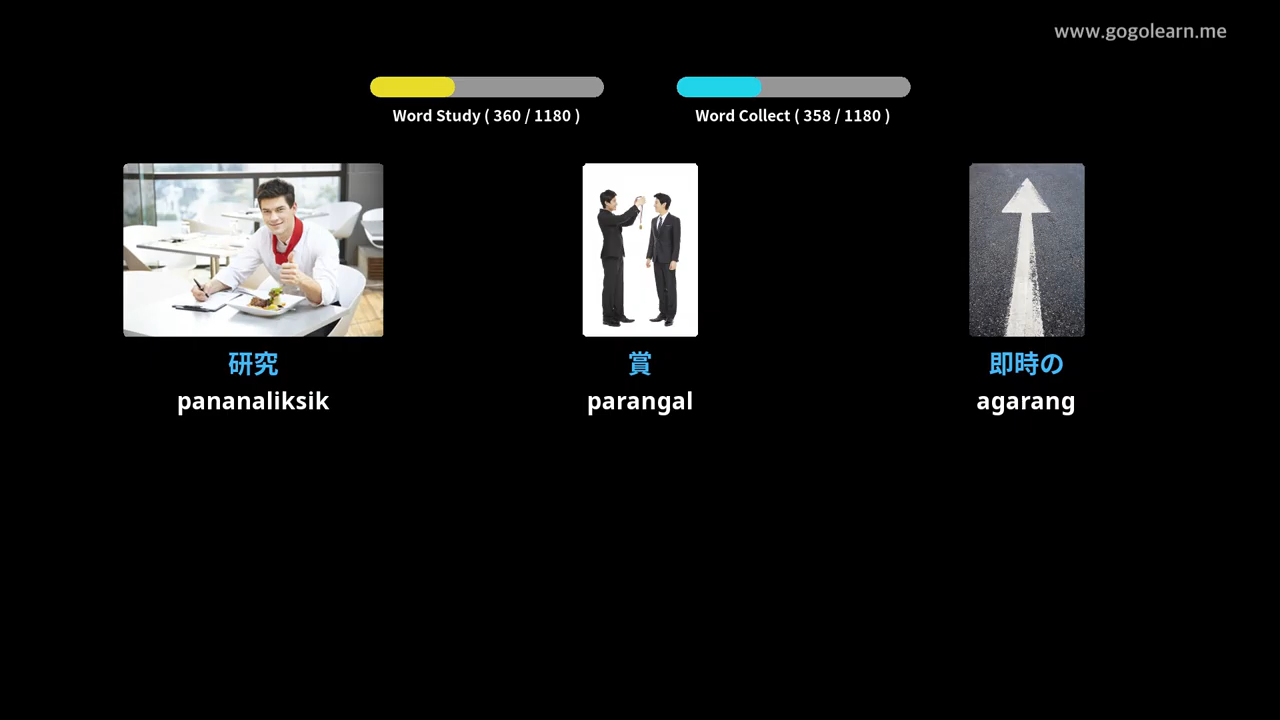 www.gogolearn.me
Word Study ( 360 / 1180 )
Word Collect ( 358 / 1180 )
研究
pananaliksik
賞
parangal
即時の
agarang